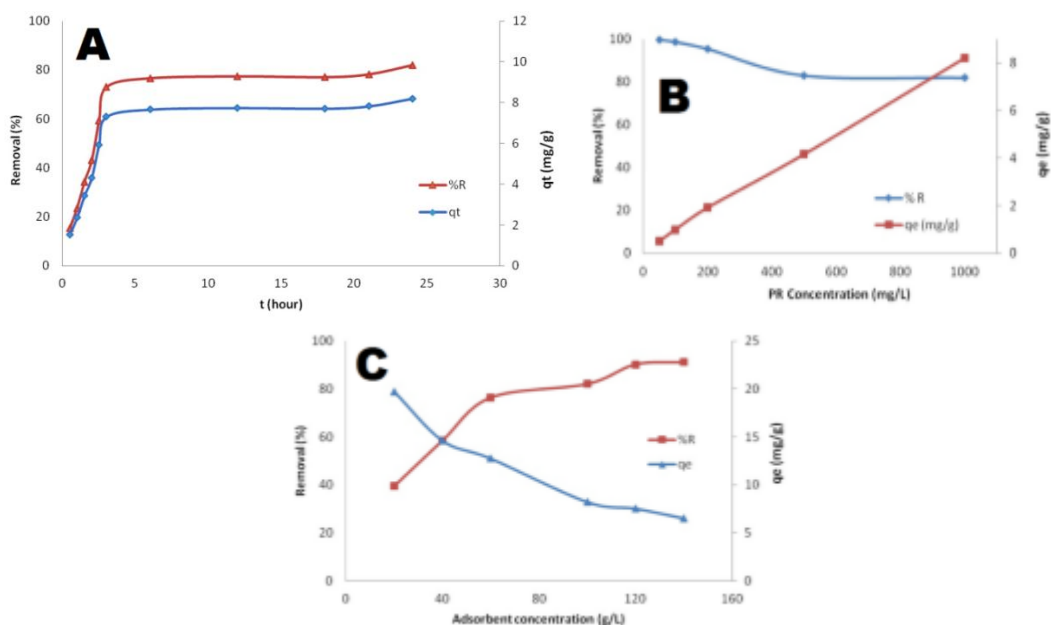 A
100
80
60
40
20
0
Removal (%)
12
10
8
6
4
2
0
qt (mg/g)
%R
qt
0 5 10 15 20 25 30
t (hour)
B
100
80
60
40
20
0
Removal (%)
8
6
4
2
0
qe (mg/g)
% R
qe (mg/g)
0 200 400 600 800 1000
PR Concentration (mg/L)
C
100
80
60
40
20
0
Removal (%)
25
20
15
10
5
0
qe (mg/g)
%R
qe
0 40 80 120 160
Adsorbent concentration (g/L)